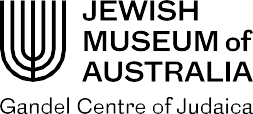 JEWISH
MUSEUM of
AUSTRALIA
Gandel Centre of Judaica